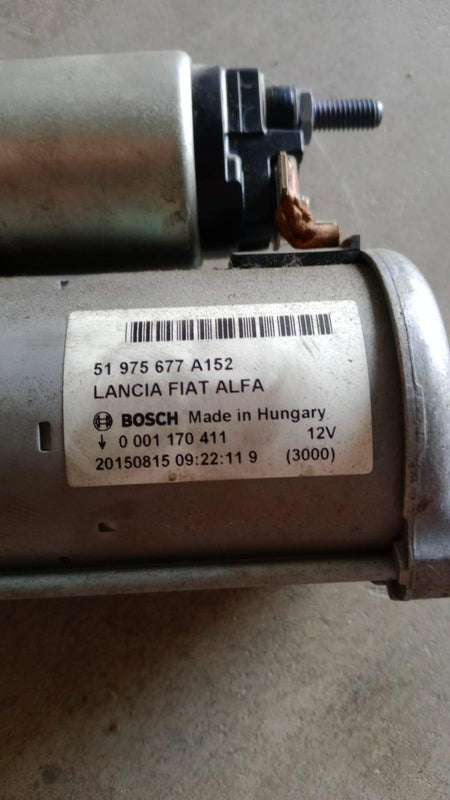 51 975 677 A152
LANCIA FIAT ALFA
BOSCH Made in Hungary
0 001 170 411 12V
20150815 09:22:11 9 (3000)